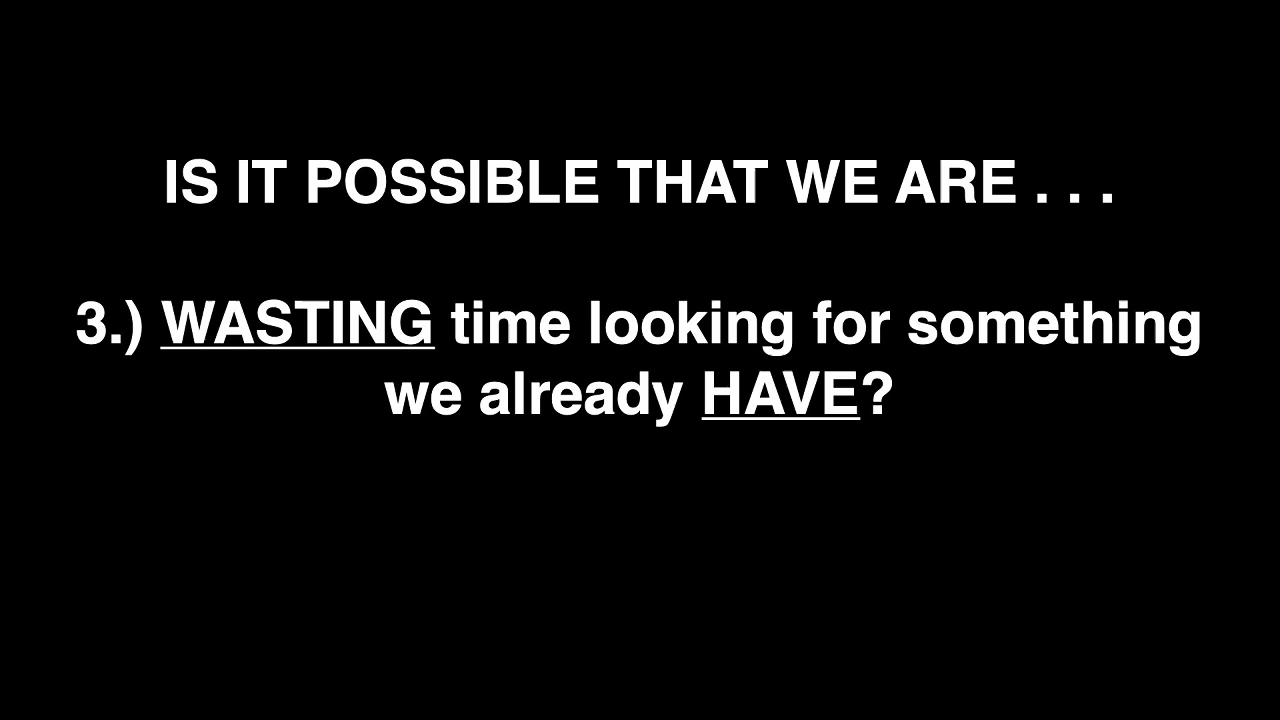 IS IT POSSIBLE THAT WE ARE . . .
3.) WASTING time looking for something
we already HAVE?